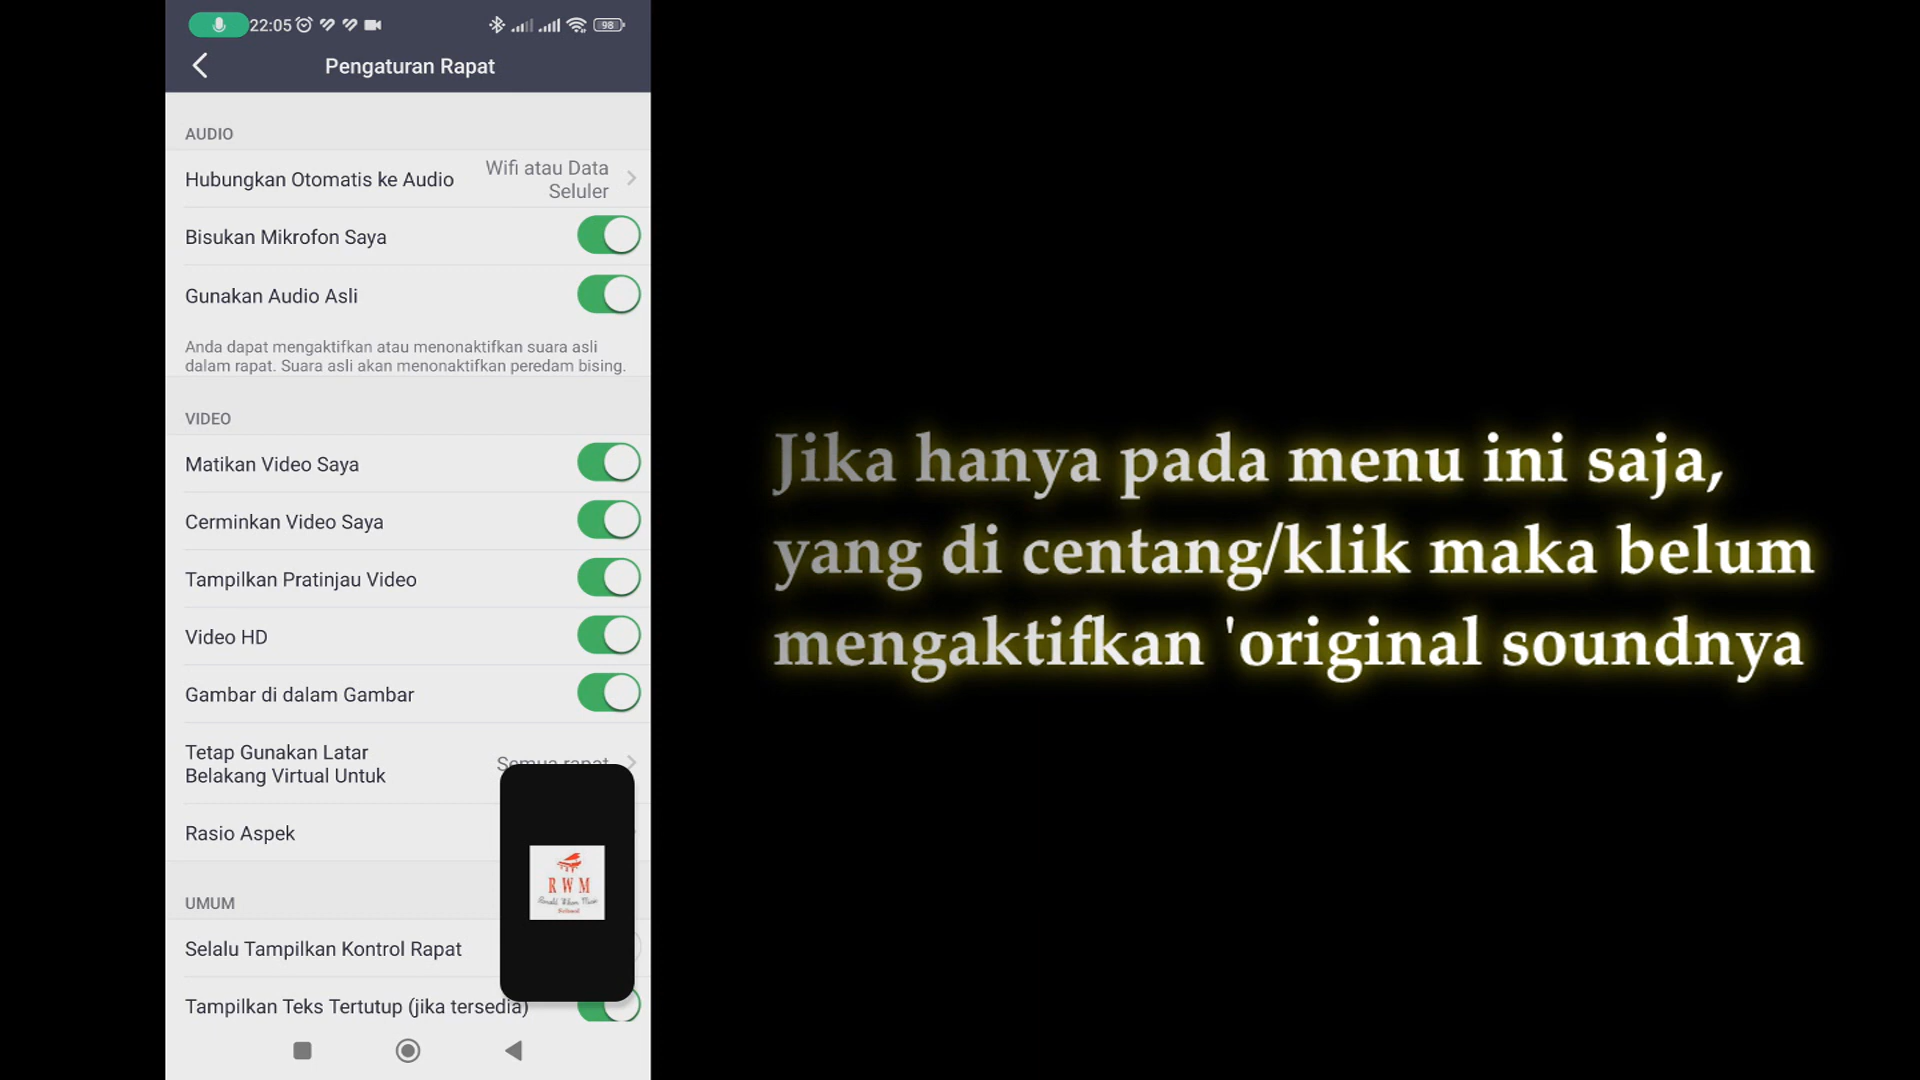 22:05
98
Pengaturan Rapat
AUDIO
Hubungkan Otomatis ke Audio
Wifi atau Data
Seluler
Bisukan Mikrofon Saya
Gunakan Audio Asli
Anda dapat mengaktifkan atau menonaktifkan suara asli
dalam rapat. Suara asli akan menonaktifkan peredam bising.
VIDEO
Matikan Video Saya
Cerminkan Video Saya
Tampilkan Pratinjau Video
Video HD
Gambar di dalam Gambar
Tetap Gunakan Latar
Belakang Virtual Untuk
Semua rapat
Rasio Aspek
RWM
UMUM
Selalu Tampilkan Kontrol Rapat
Tampilkan Teks Tertutup (jika tersedia)
Jika hanya pada menu ini saja,
yang di centang/klik maka belum
mengaktifkan 'original soundnya